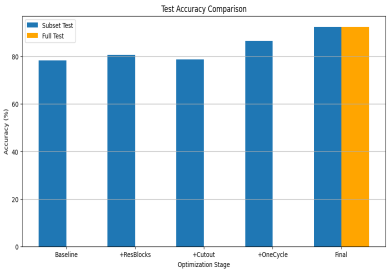 Test Accuracy Comparison
Subset Test
Full Test
Accuracy (%)
80
60
40
20
0
Baseline
+ResBlocks
+Cutout
+OneCycle
Final
Optimization Stage